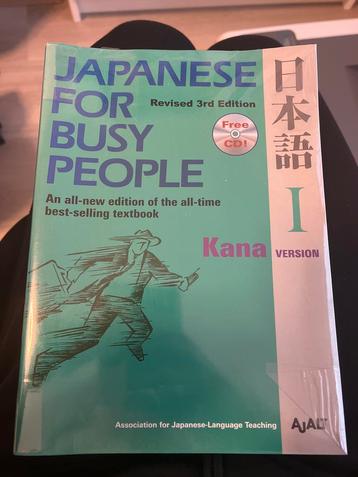 JAPANESE
FOR
BUSY
PEOPLE
Revised 3rd Edition
Free
CD!
日本語
I
An all-new edition of the all-time
best-selling textbook
Kana VERSION
Association for Japanese-Language Teaching
AJALT